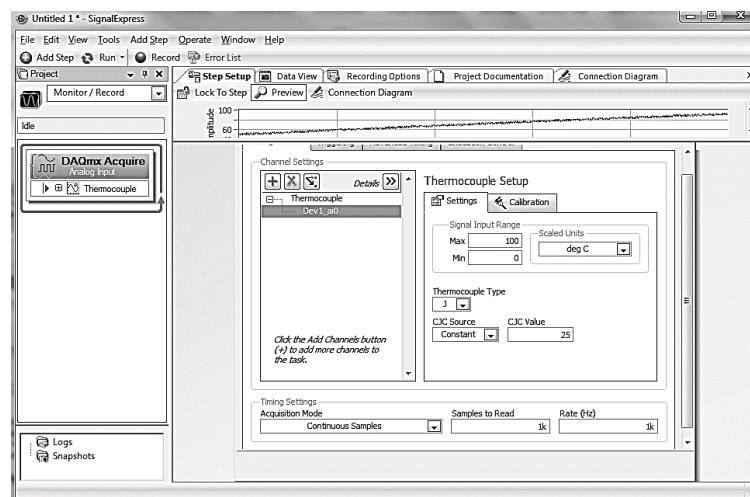 Untitled 1 * - SignalExpress
File Edit View Tools Add Step Operate Window Help
Add Step Run Record Error List
Project
Monitor / Record
Idle
DAQmx Acquire
Analog Input
Thermocouple
Logs
Snapshots
Step Setup Data View Recording Options Project Documentation Connection Diagram
Lock To Step Preview Connection Diagram
100
60
Channel Settings
Details
Thermocouple
Dev1_ai0
Click the Add Channels button
(+) to add more channels to
the task.
Thermocouple Setup
Settings Calibration
Signal Input Range
Max 100
Min 0
Scaled Units
deg C
Thermocouple Type
J
CJC Source CJC Value
Constant 25
Timing Settings
Acquisition Mode Samples to Read Rate (Hz)
Continuous Samples 1k 1k